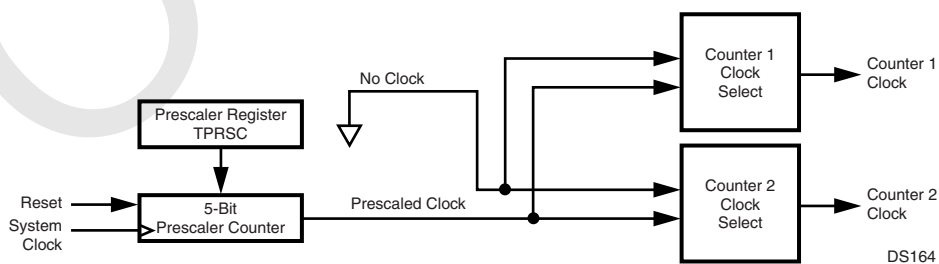 No Clock
Prescaler Register
TPRSC
Reset
System
Clock
5-Bit
Prescaler Counter
Prescaled Clock
Counter 1
Clock
Select
Counter 1
Clock
Counter 2
Clock
Select
Counter 2
Clock
DS164